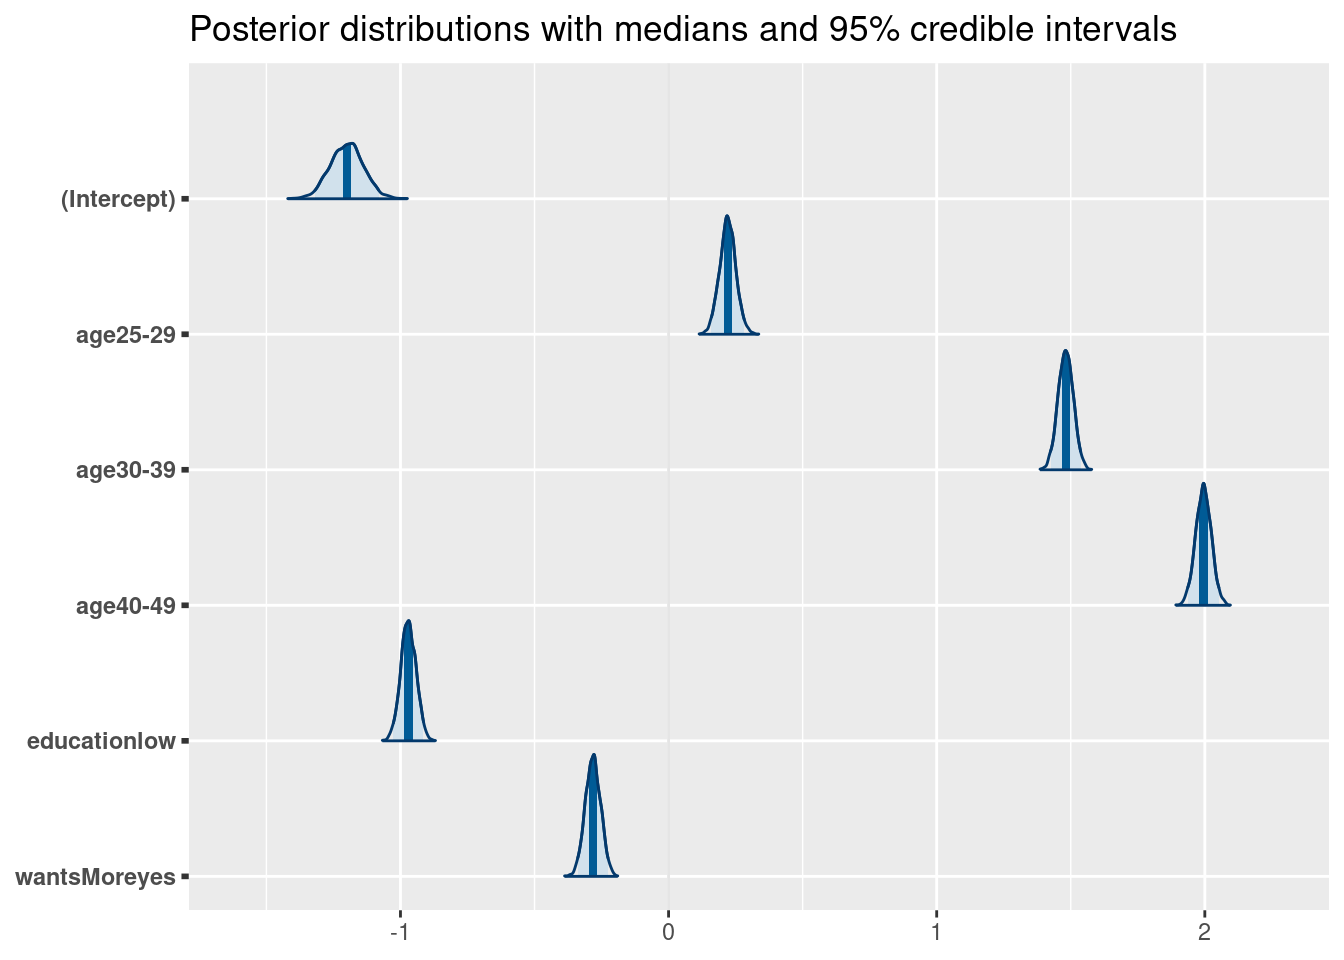 Posterior distributions with medians and 95% credible intervals
(Intercept)
age25-29
age30-39
age40-49
educationlow
wantsMoreyes
-1 0 1 2